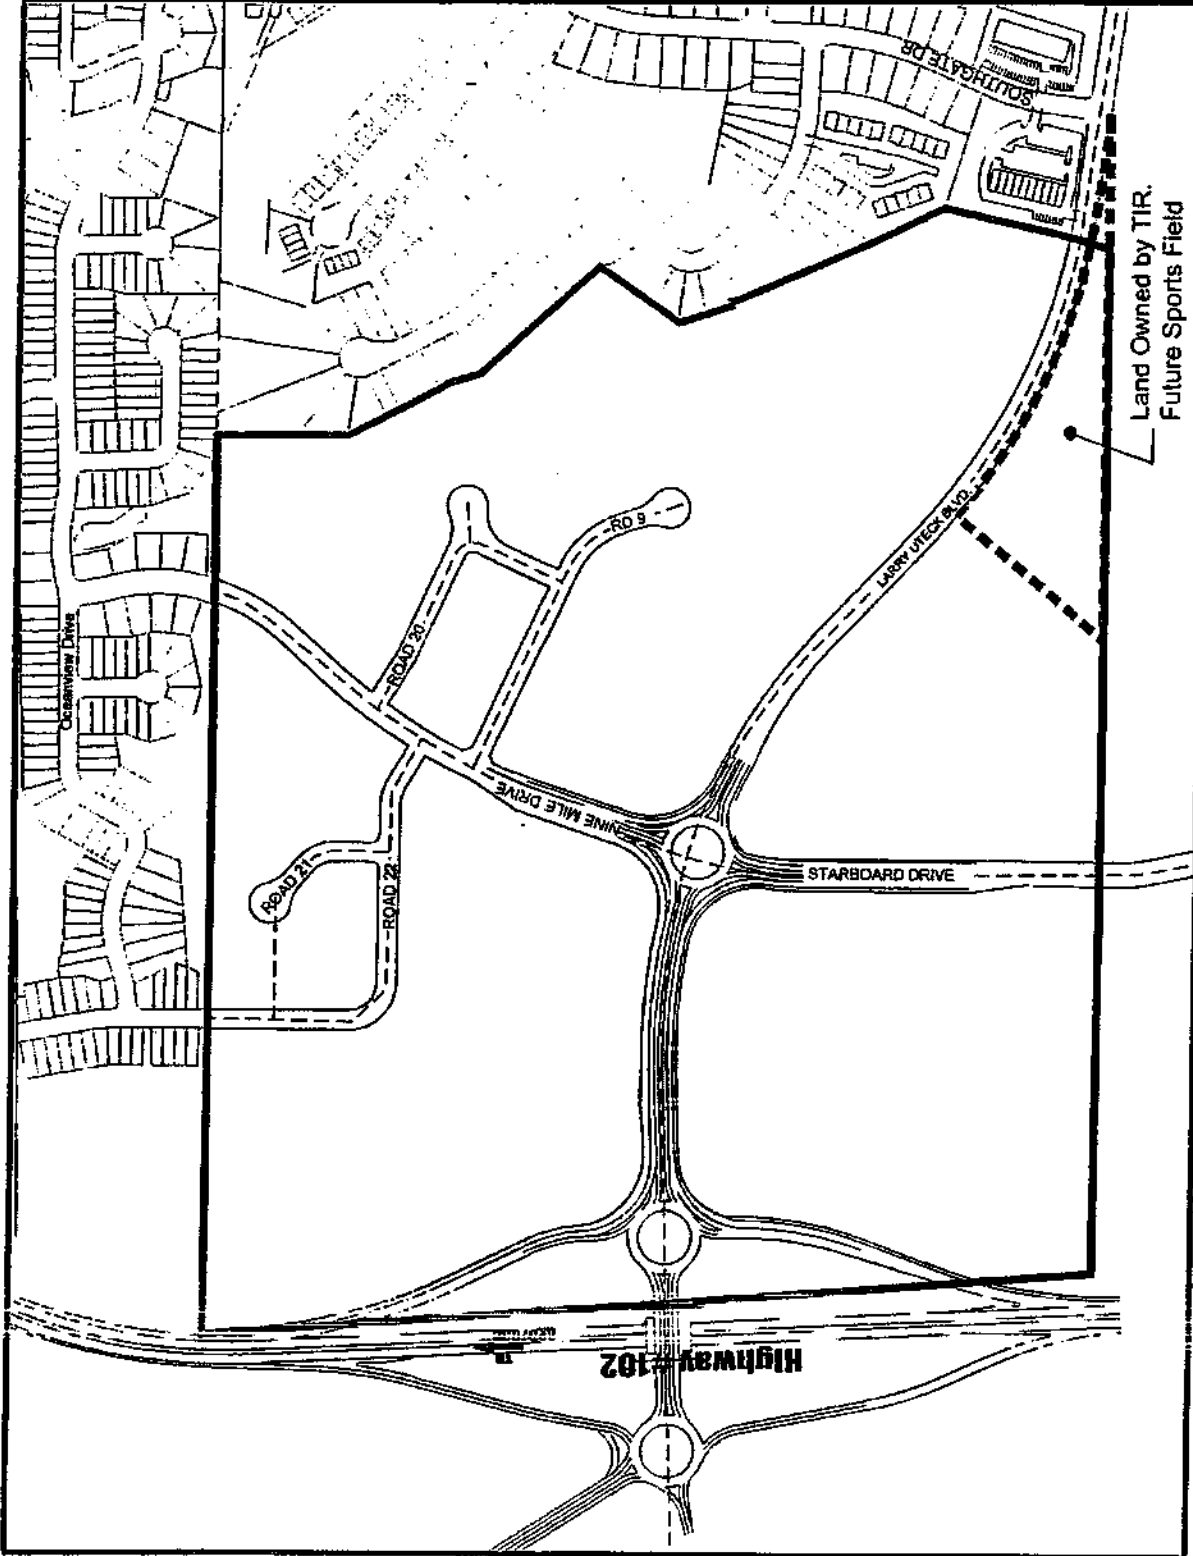 SOUTHGATE DR
Land Owned by TIR.
Future Sports Field
RD 9
LARRY UTECK BLVD.
ROAD 20
Oceanview Drive
NINE MILE DRIVE
ROAD 21
ROAD 22
STARBOARD DRIVE
Highway #102